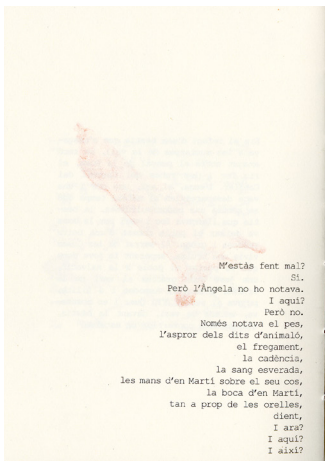 M'estàs fent mal?
Sí.
Però l'Àngela no ho notava.
I aquí?
Però no.
Només notava el pes,
l'aspror dels dits d'animaló,
el fregament,
la cadència,
la sang esverada,
les mans d'en Martí sobre el seu cos,
la boca d'en Martí,
tan a prop de les orelles,
dient,
I ara?
I aquí?
I així?